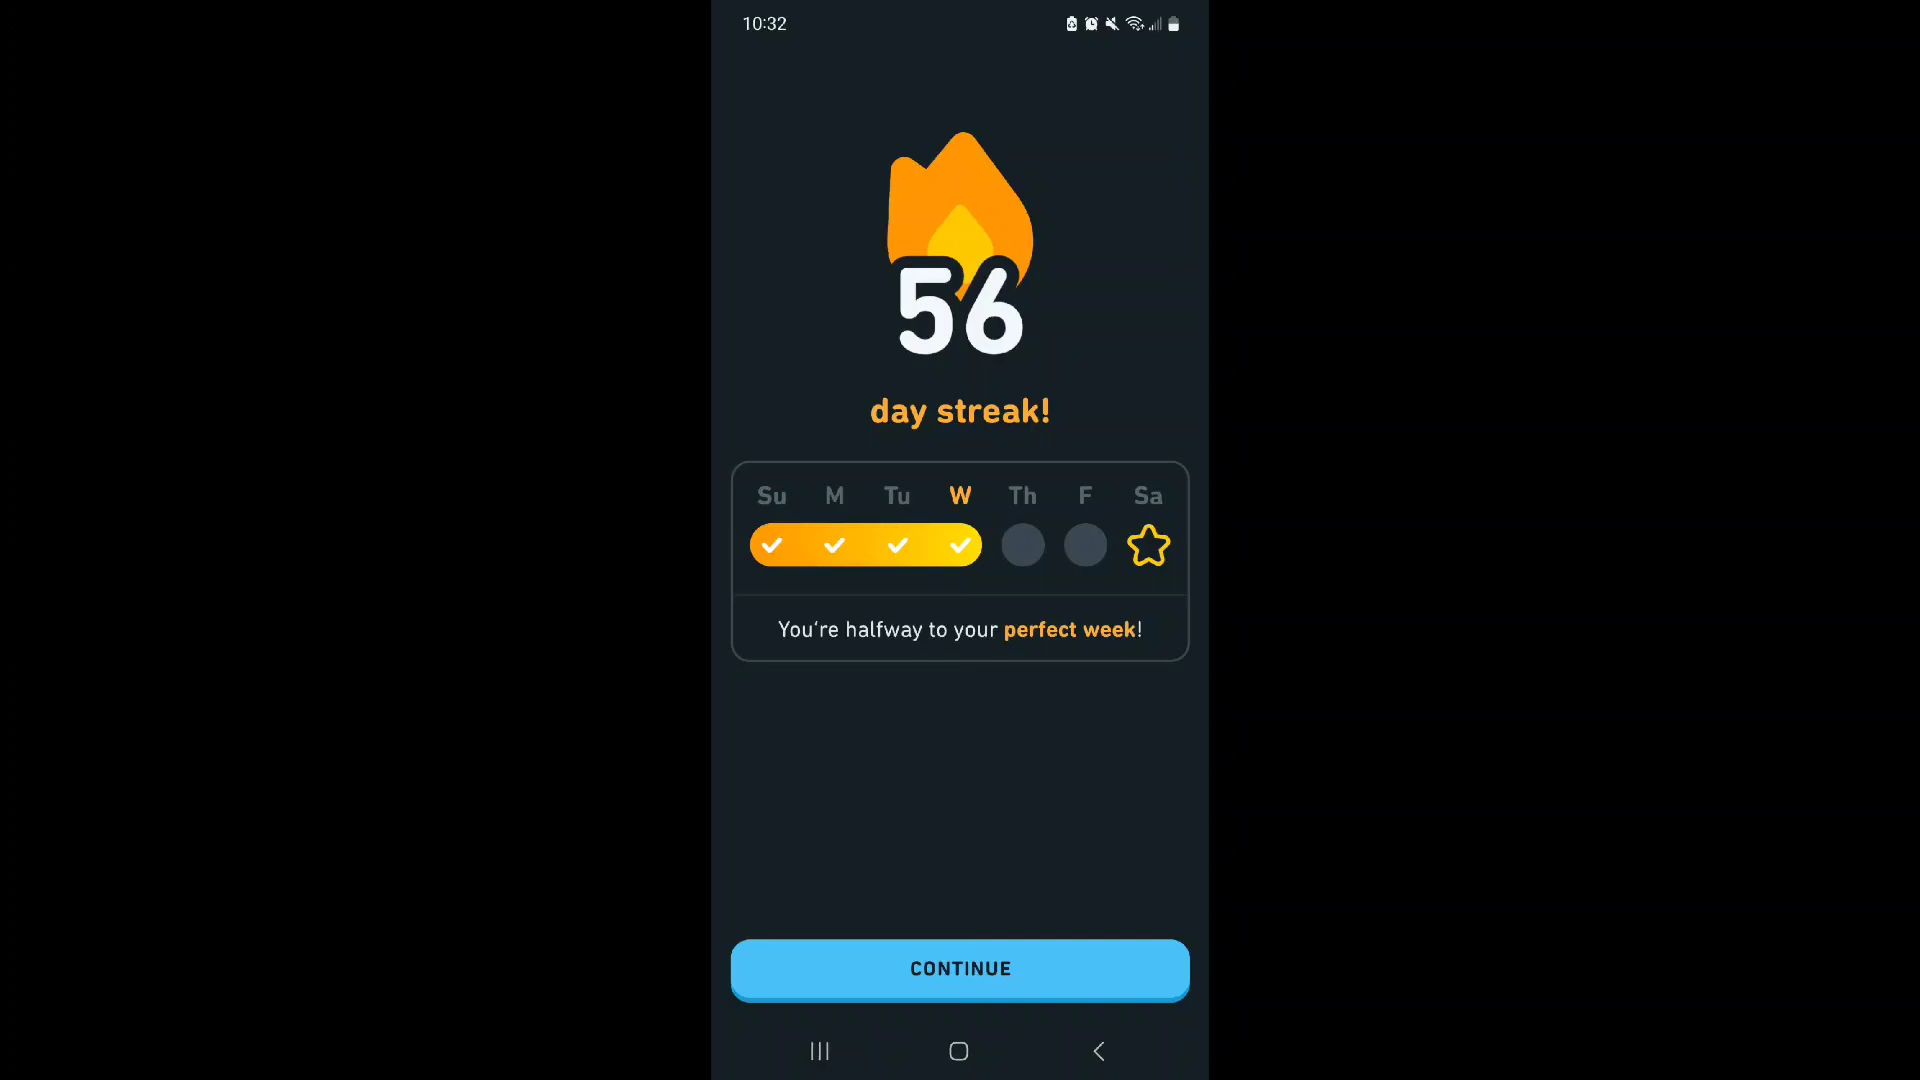 10:32
56
day streak!
Su M Tu W Th F Sa
You're halfway to your perfect week!
CONTINUE